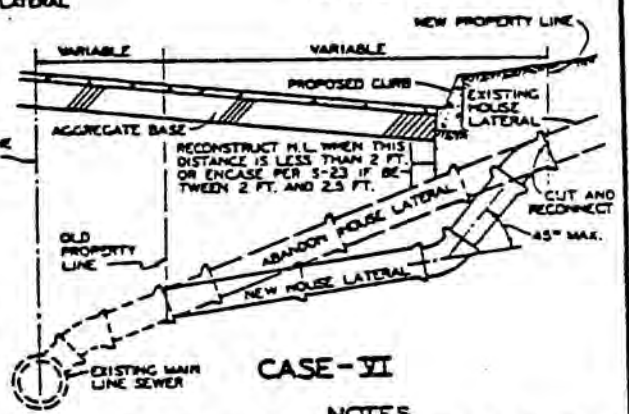 LATERAL
NEW PROPERTY LINE
VARIABLE
VARIABLE
PROPOSED CURB
EXISTING
HOUSE
LATERAL
AGGREGATE BASE
RECONSTRUCT H.L. WHEN THIS
DISTANCE IS LESS THAN 2 FT.
OR ENCASE PER S-23 IF BE-
TWEEN 2 FT. AND 2.5 FT.
CUT AND
RECONNECT
ABANDON HOUSE LATERAL
45° MAX.
OLD
PROPERTY
LINE
NEW HOUSE LATERAL
EXISTING MAIN
LINE SEWER
CASE-VI
NOTES